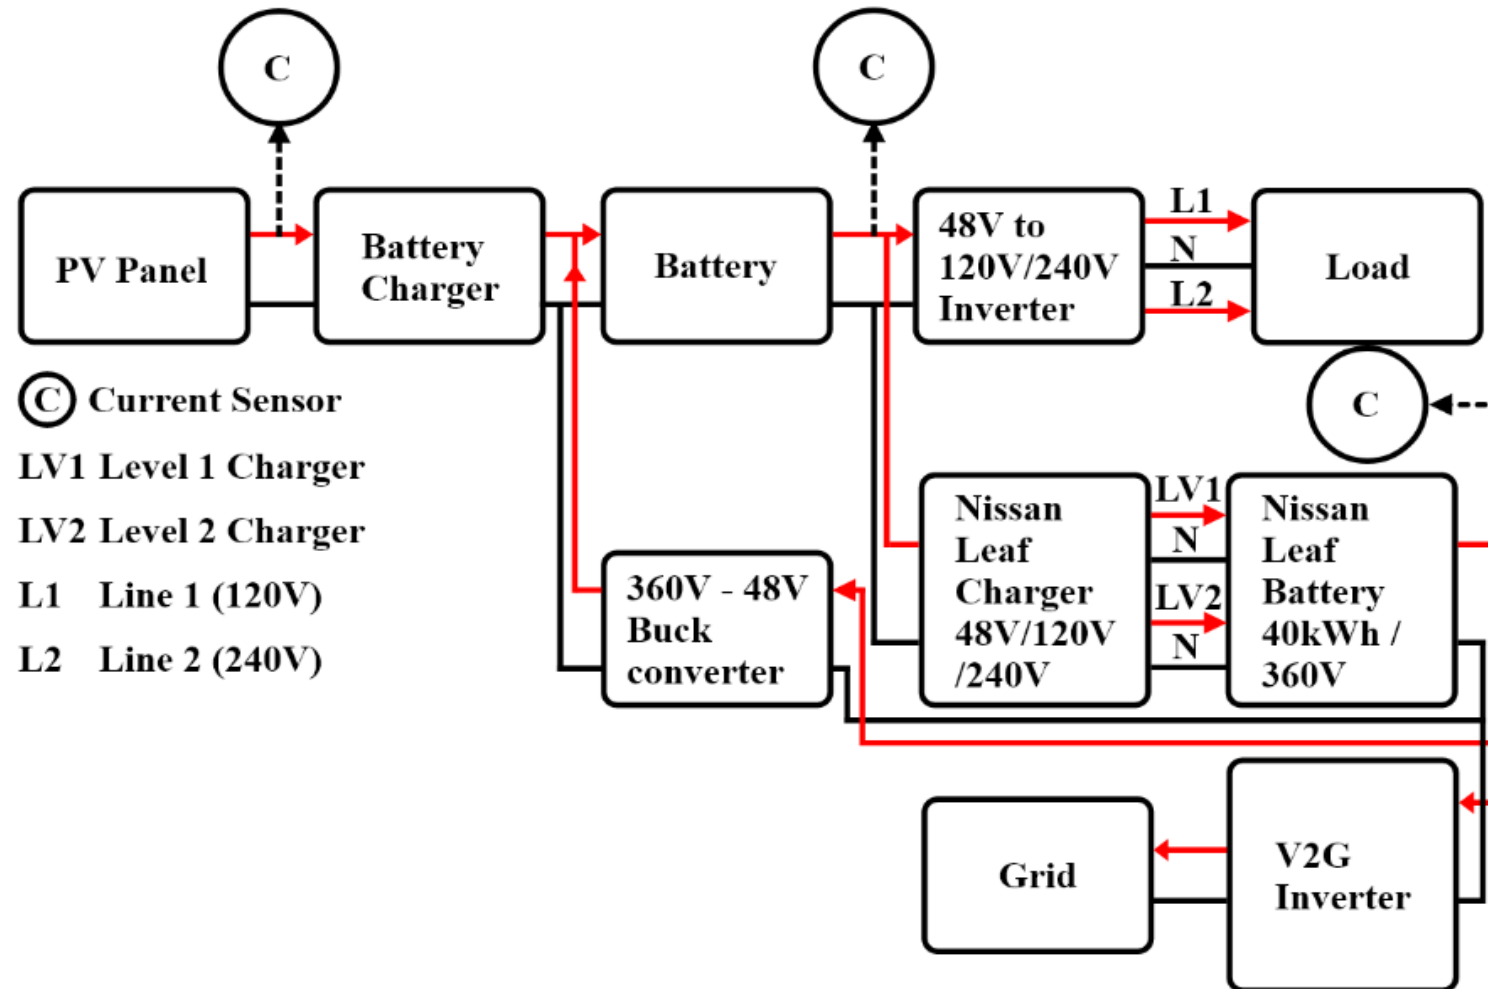 C
C
PV Panel
Battery
Charger
Battery
48V to
120V/240V
Inverter
L1
N
L2
Load
C
C Current Sensor
LV1 Level 1 Charger
LV2 Level 2 Charger
L1 Line 1 (120V)
L2 Line 2 (240V)
360V - 48V
Buck
converter
Nissan
Leaf
Charger
48V/120V
/240V
LV1
N
LV2
N
Nissan
Leaf
Battery
40kWh /
360V
Grid
V2G
Inverter